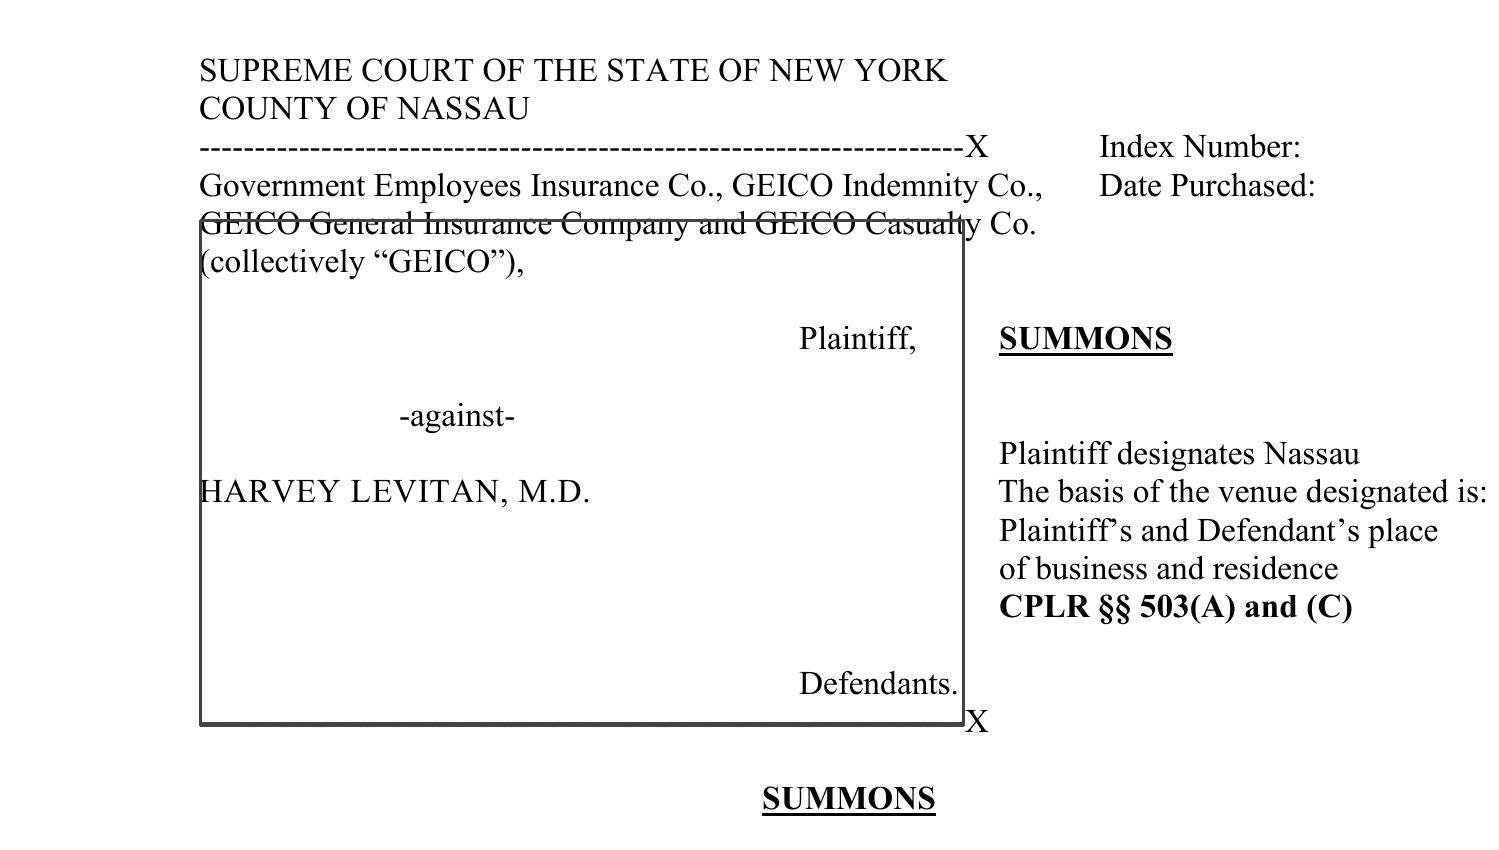 SUPREME COURT OF THE STATE OF NEW YORK
COUNTY OF NASSAU
---------------------------------------------------------------------X Index Number:
Government Employees Insurance Co., GEICO Indemnity Co., Date Purchased:
GEICO General Insurance Company and GEICO Casualty Co.
(collectively “GEICO”),
Plaintiff, SUMMONS
-against-
Plaintiff designates Nassau
HARVEY LEVITAN, M.D. The basis of the venue designated is:
Plaintiff’s and Defendant’s place
of business and residence
CPLR §§ 503(A) and (C)
Defendants.
X
SUMMONS